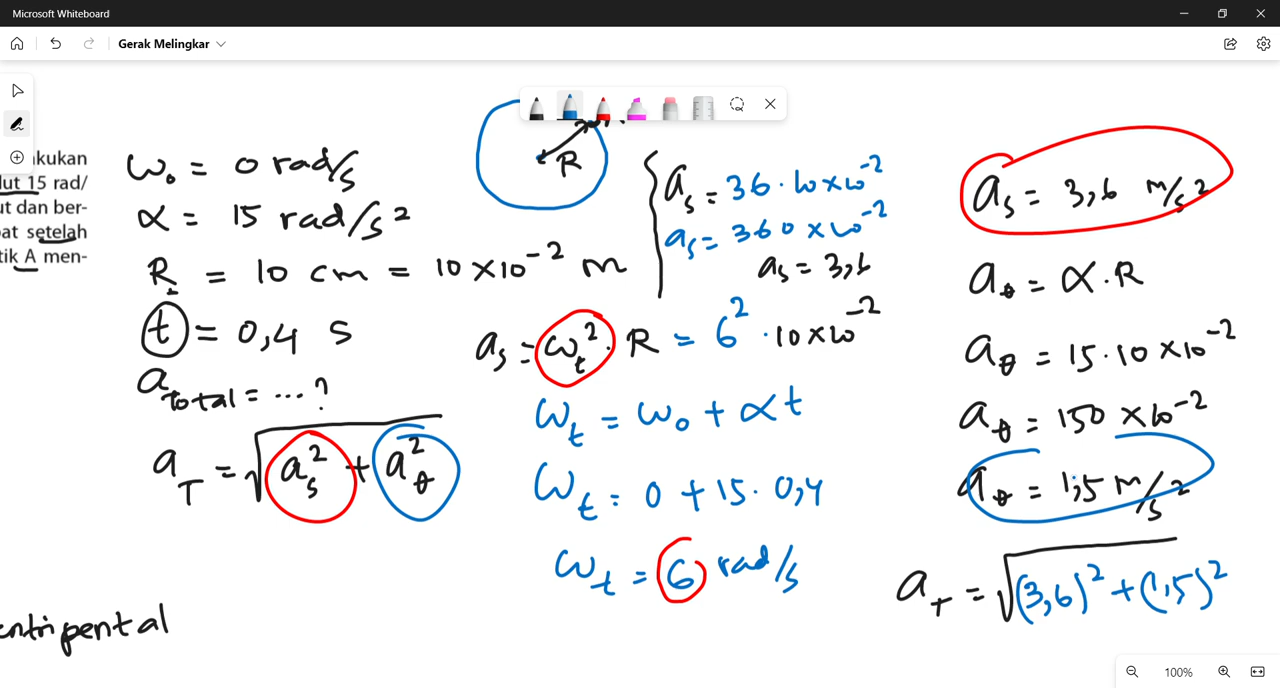 Microsoft Whiteboard
Gerak Melingkar
kukan
lut 15 rad/
ut dan ber-
pat setelah
tik A men-
ω₀ = 0 rad/s
α = 15 rad/s²
R = 10 cm = 10 × 10⁻² m
t = 0,4 s
a_total = ...?
a_T = √(a_s² + a_θ²)
entripental
R
a_s = 36 · 10 × 10⁻²
a_s = 360 × 10⁻²
a_s = 3,6
a_s = ω_t² · R = 6² · 10 × 10⁻²
ω_t = ω₀ + αt
ω_t = 0 + 15 · 0,4
ω_t = 6 rad/s
a_s = 3,6 m/s²
a_θ = α · R
a_θ = 15 · 10 × 10⁻²
a_θ = 150 × 10⁻²
a_θ = 1,5 m/s²
a_T = √((3,6)² + (1,5)²)
100%